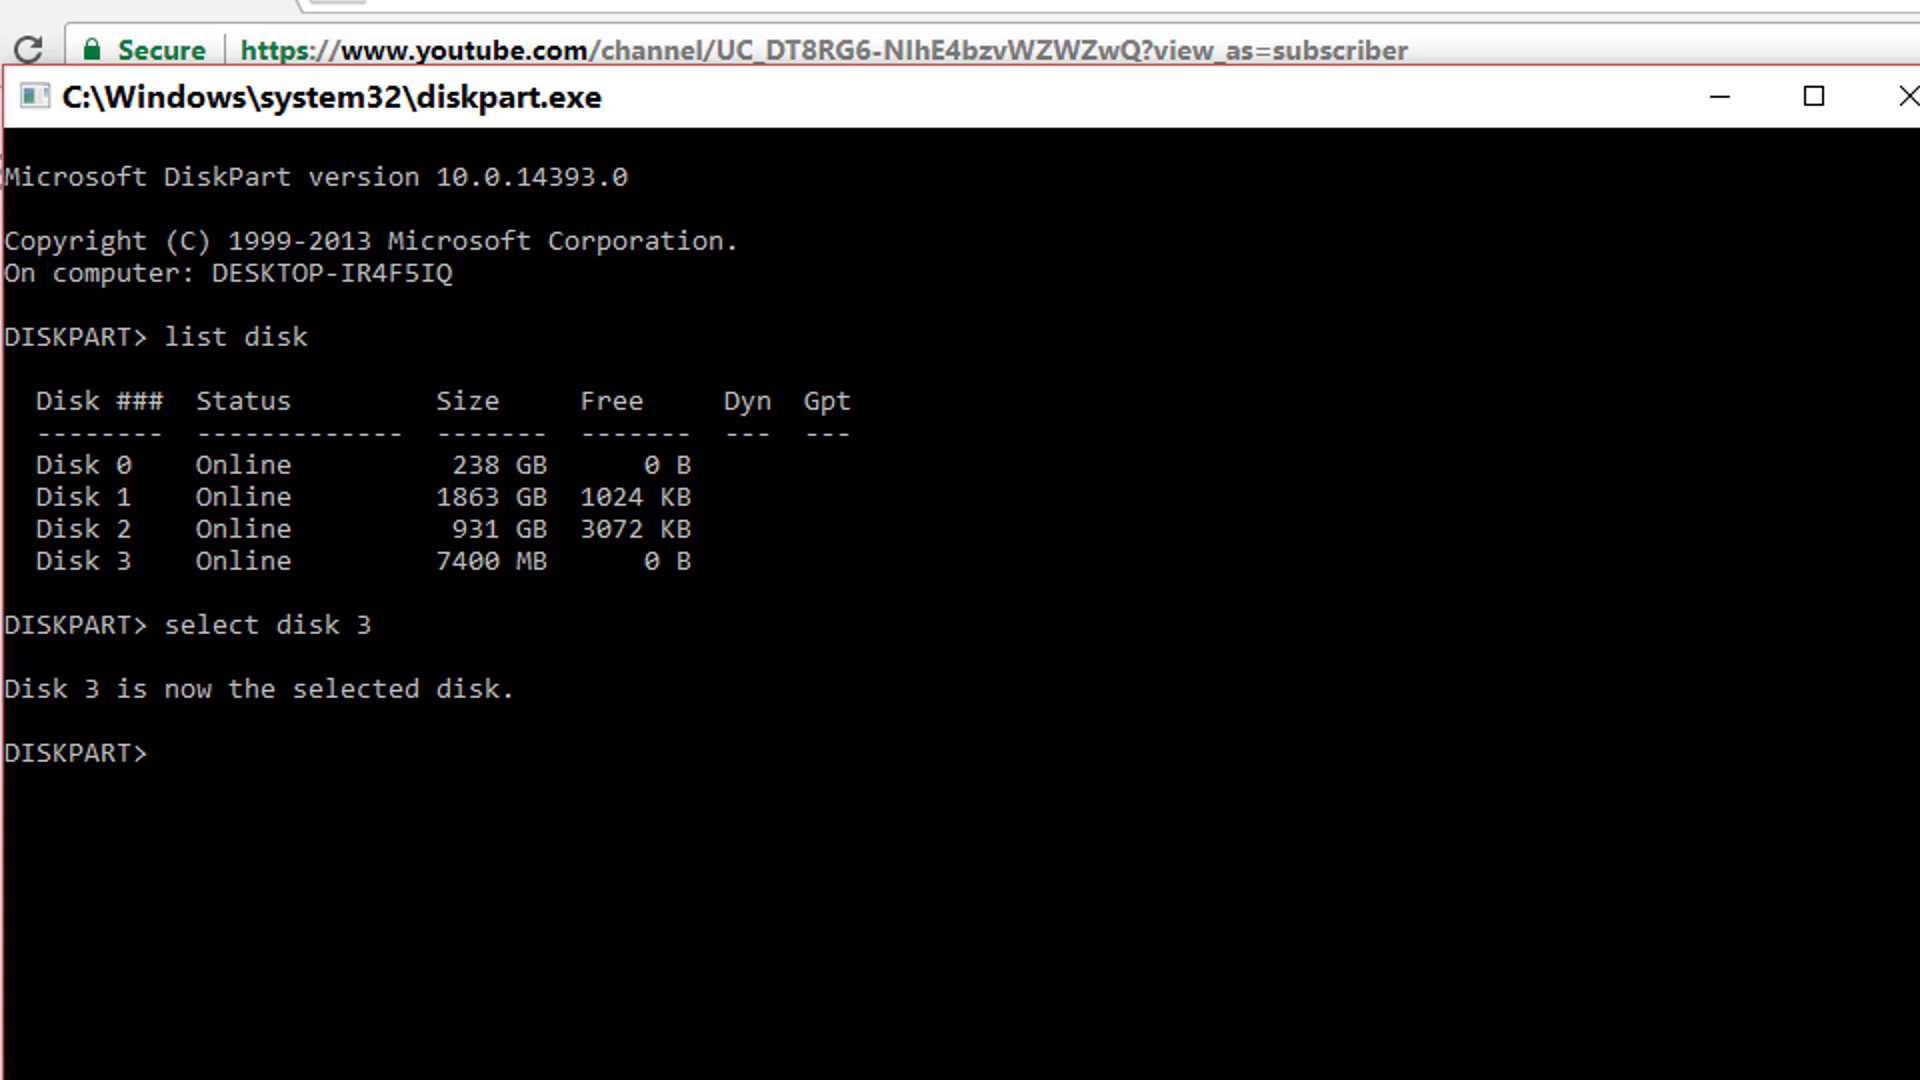 Secure https://www.youtube.com/channel/UC_DT8RG6-NIhE4bzvWZWZwQ?view_as=subscriber
C:\Windows\system32\diskpart.exe
Microsoft DiskPart version 10.0.14393.0
Copyright (C) 1999-2013 Microsoft Corporation.
On computer: DESKTOP-IR4F5IQ
DISKPART> list disk
Disk ### Status Size Free Dyn Gpt
-------- ------------- ------- ------- --- ---
Disk 0 Online 238 GB 0 B
Disk 1 Online 1863 GB 1024 KB
Disk 2 Online 931 GB 3072 KB
Disk 3 Online 7400 MB 0 B
DISKPART> select disk 3
Disk 3 is now the selected disk.
DISKPART>